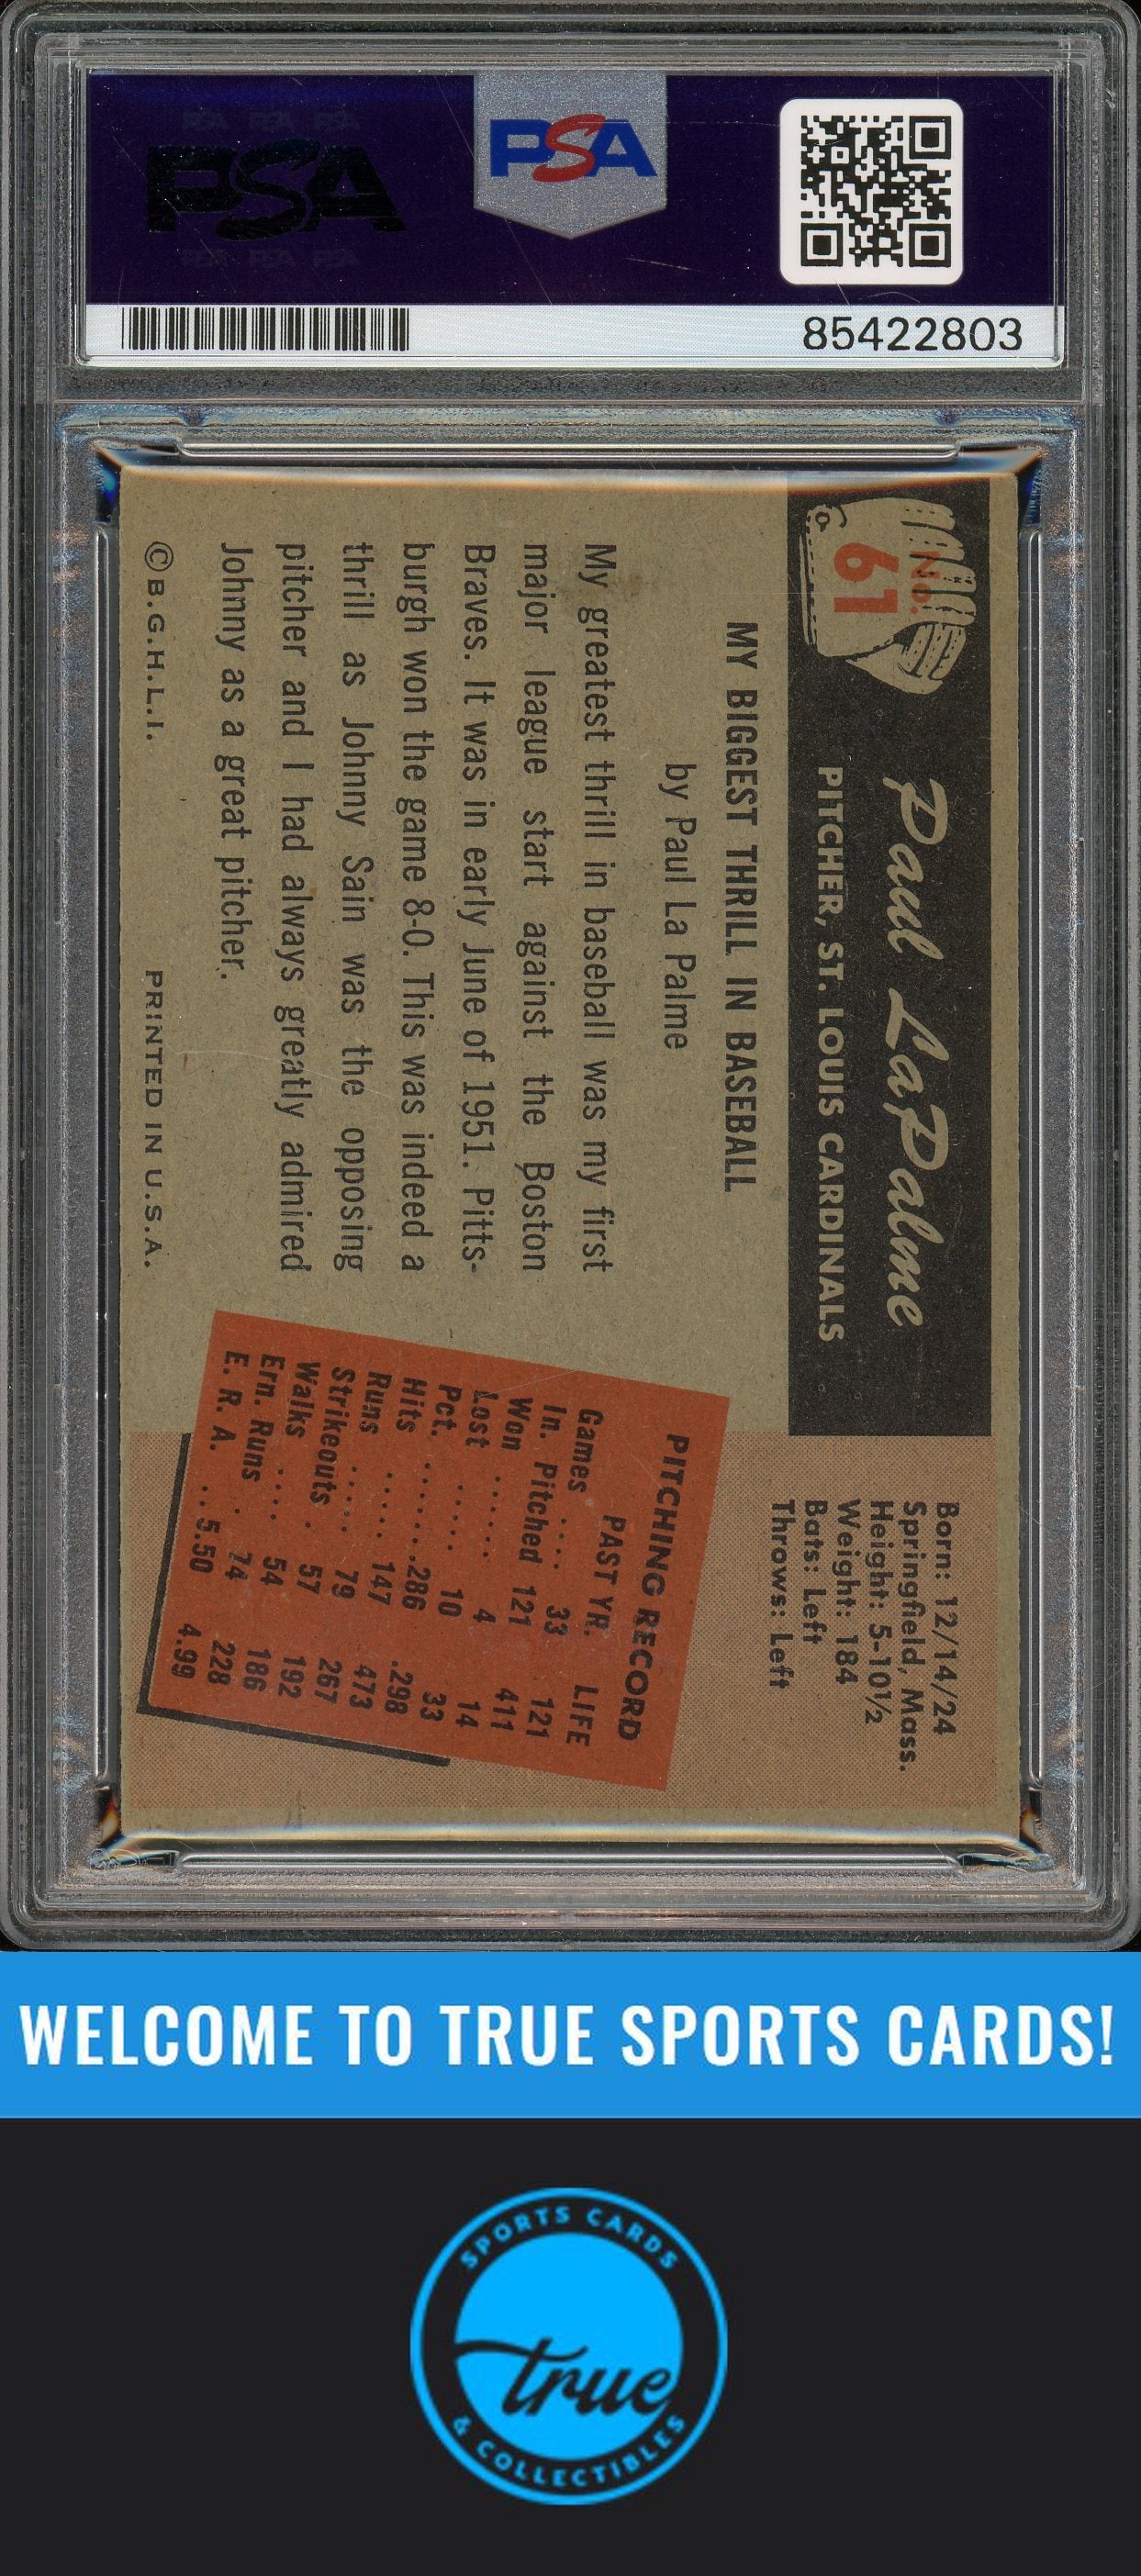 PSA PSA PSA
PSA
PSA PSA PSA
PSA
85422803
No.
61
Paul LaPalme
PITCHER, ST. LOUIS CARDINALS
Born: 12/14/24
Springfield, Mass.
Height: 5-10½
Weight: 184
Bats: Left
Throws: Left
MY BIGGEST THRILL IN BASEBALL
by Paul La Palme
My greatest thrill in baseball was my first
major league start against the Boston
Braves. It was in early June of 1951. Pitts-
burgh won the game 8-0. This was indeed a
thrill as Johnny Sain was the opposing
pitcher and I had always greatly admired
Johnny as a great pitcher.
PITCHING RECORD
PAST YR. LIFE
Games .... 33 121
In. Pitched 121 411
Won ...... 4 14
Lost ...... 10 33
Pct. ....... .286 .298
Hits ...... 147 473
Runs ..... 79 267
Strikeouts . 57 192
Walks .... 54 186
Ern. Runs . 74 228
E. R. A. ..5.50 4.99
© B.G.H.L.I.
PRINTED IN U.S.A.
WELCOME TO TRUE SPORTS CARDS!
SPORTS CARDS
true
& COLLECTIBLES